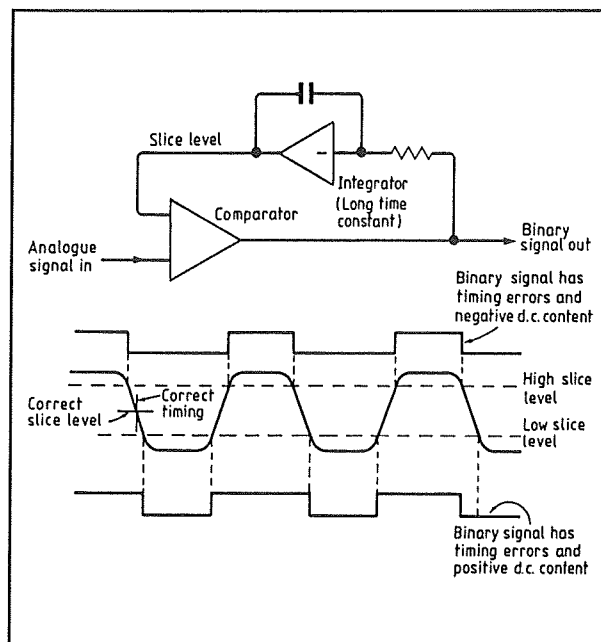 Slice level
Integrator
(Long time
constant)
Comparator
Analogue
signal in
Binary
signal out
Binary signal has
timing errors and
negative d.c. content
High slice
level
Correct
timing
Correct
slice level
Low slice
level
Binary signal has
timing errors and
positive d.c. content